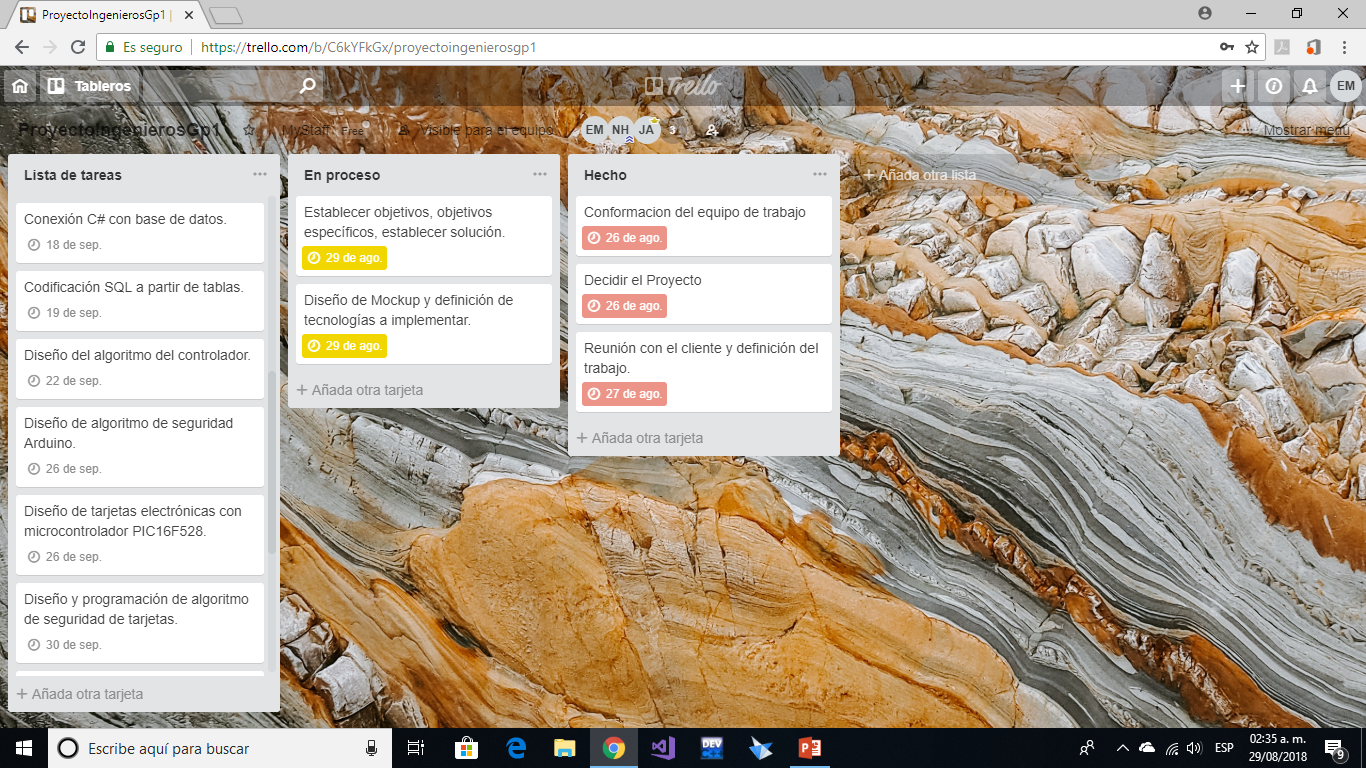 ProyectoIngenierosGp1 |
Es seguro
https://trello.com/b/C6kYFkGx/proyectoingenierosgp1
Tableros
Trello
EM
ProyectoIngenierosGp1
MyStaff Free
Visible para el equipo
EM NH JA 3
Mostrar menú
Lista de tareas
Conexión C# con base de datos.
18 de sep.
Codificación SQL a partir de tablas.
19 de sep.
Diseño del algoritmo del controlador.
22 de sep.
Diseño de algoritmo de seguridad
Arduino.
26 de sep.
Diseño de tarjetas electrónicas con
microcontrolador PIC16F528.
26 de sep.
Diseño y programación de algoritmo
de seguridad de tarjetas.
30 de sep.
+ Añada otra tarjeta
En proceso
Establecer objetivos, objetivos
específicos, establecer solución.
29 de ago.
Diseño de Mockup y definición de
tecnologías a implementar.
29 de ago.
+ Añada otra tarjeta
Hecho
Conformacion del equipo de trabajo
26 de ago.
Decidir el Proyecto
26 de ago.
Reunión con el cliente y definición del
trabajo.
27 de ago.
+ Añada otra tarjeta
+ Añada otra lista
Escribe aquí para buscar
DEV
ESP
02:35 a. m.
29/08/2018
9